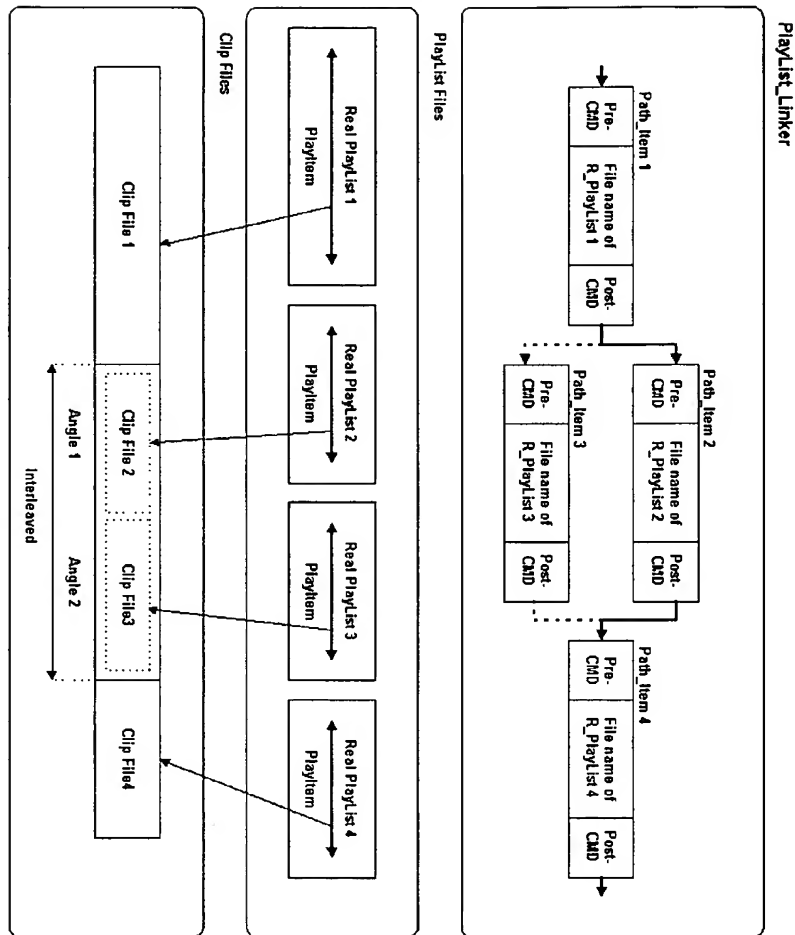 PlayList_Linker
Path_Item 1
Pre-
CMD
File name of
R_PlayList 1
Post-
CMD
Path_Item 2
Pre-
CMD
File name of
R_PlayList 2
Post-
CMD
Path_Item 3
Pre-
CMD
File name of
R_PlayList 3
Post-
CMD
Path_Item 4
Pre-
CMD
File name of
R_PlayList 4
Post-
CMD
PlayList Files
Real PlayList 1
PlayItem
Real PlayList 2
PlayItem
Real PlayList 3
PlayItem
Real PlayList 4
PlayItem
Clip Files
Clip File 1
Clip File 2
Clip File3
Clip File4
Angle 1
Angle 2
Interleaved